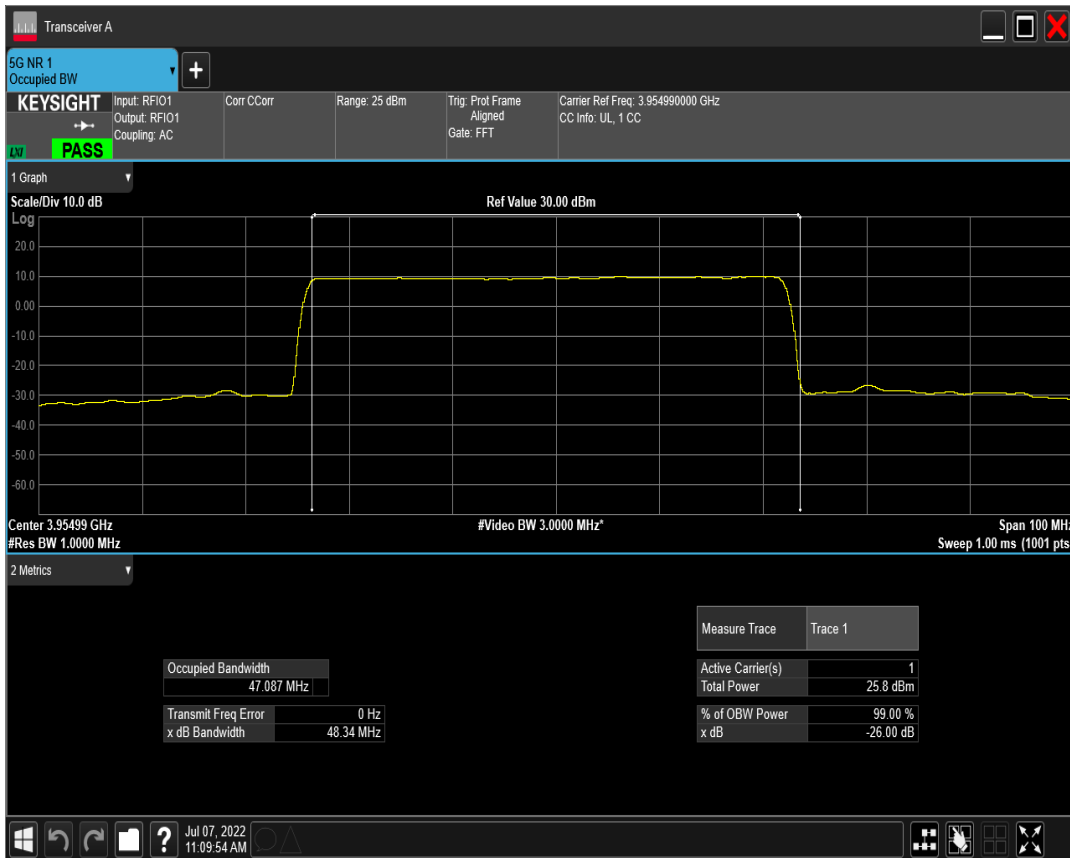 Transceiver A
5G NR 1
Occupied BW
+
KEYSIGHT
LXI
PASS
Input: RFIO1
Output: RFIO1
Coupling: AC
Corr CCorr
Range: 25 dBm
Trig: Prot Frame
Aligned
Gate: FFT
Carrier Ref Freq: 3.954990000 GHz
CC Info: UL, 1 CC
1 Graph
Scale/Div 10.0 dB
Ref Value 30.00 dBm
Log
20.0
10.0
0.00
-10.0
-20.0
-30.0
-40.0
-50.0
-60.0
Center 3.95499 GHz
#Video BW 3.0000 MHz*
Span 100 MHz
#Res BW 1.0000 MHz
Sweep 1.00 ms (1001 pts
2 Metrics
Measure Trace Trace 1
Occupied Bandwidth
47.087 MHz
Active Carrier(s) 1
Total Power 25.8 dBm
Transmit Freq Error 0 Hz
x dB Bandwidth 48.34 MHz
% of OBW Power 99.00 %
x dB -26.00 dB
?
Jul 07, 2022
11:09:54 AM